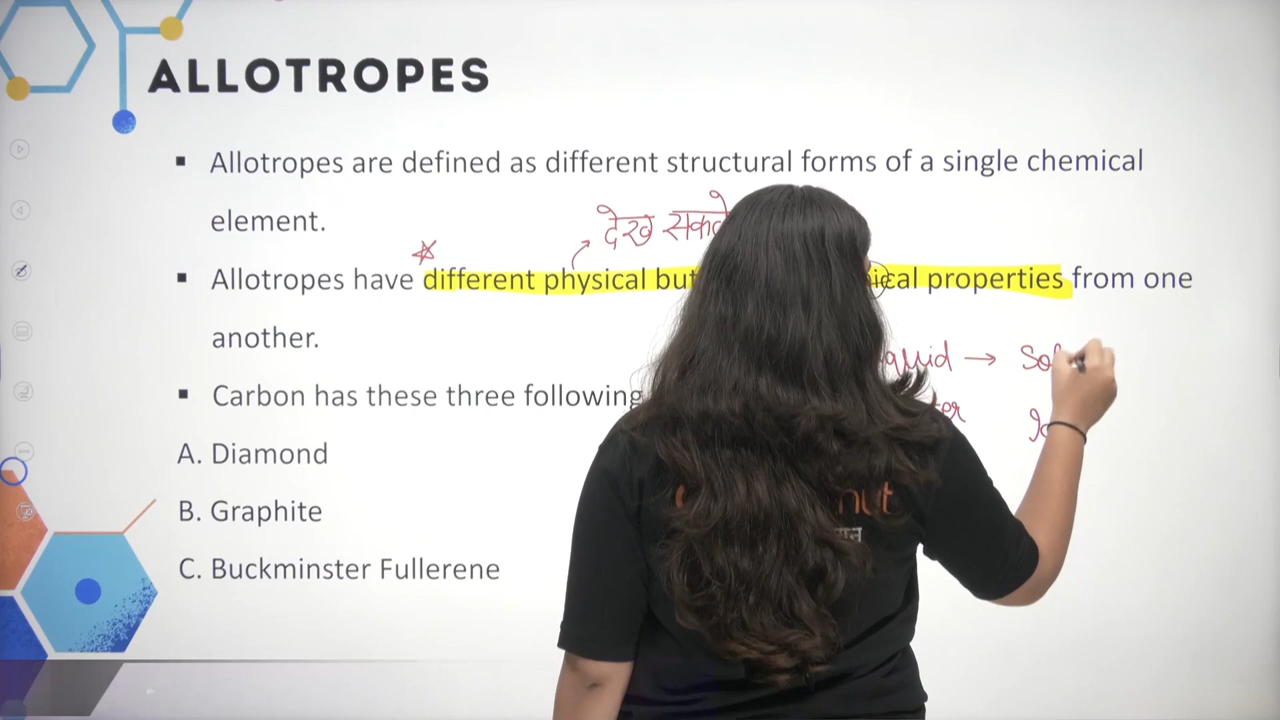 ALLOTROPES
▪ Allotropes are defined as different structural forms of a single chemical
element.
देख सकते
▪ Allotropes have different physical but ical properties from one
another.
→
▪ Carbon has these three following
A. Diamond
B. Graphite
C. Buckminster Fullerene